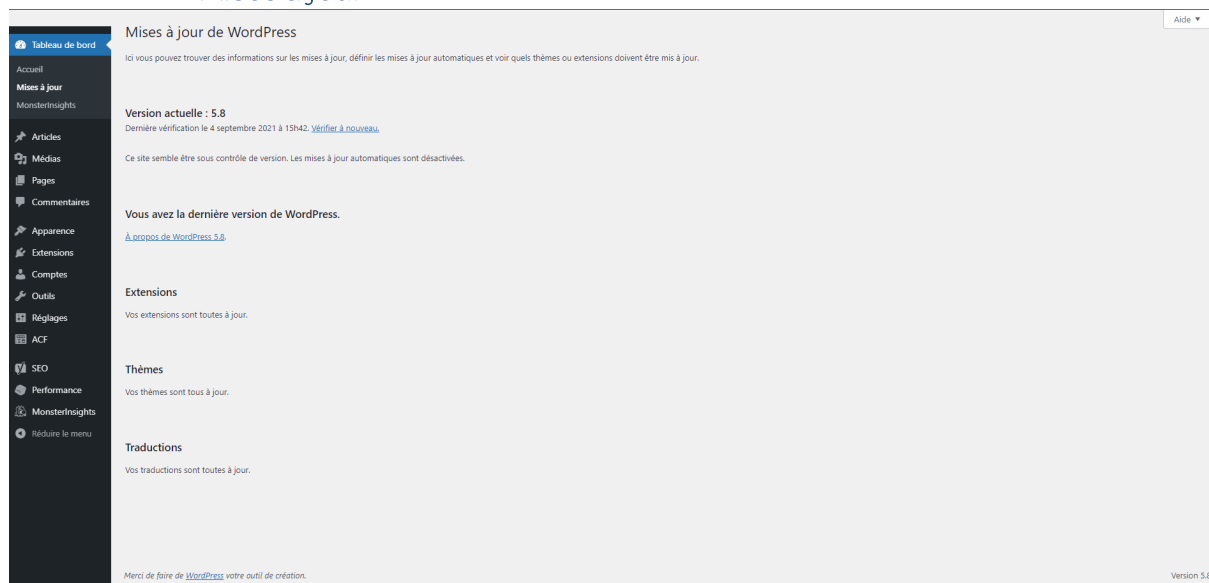 Aide
Tableau de bord
Accueil
Mises à jour
MonsterInsights
Articles
Médias
Pages
Commentaires
Apparence
Extensions
Comptes
Outils
Réglages
ACF
SEO
Performance
MonsterInsights
Réduire le menu
Mises à jour de WordPress
Ici vous pouvez trouver des informations sur les mises à jour, définir les mises à jour automatiques et voir quels thèmes ou extensions doivent être mis à jour.
Version actuelle : 5.8
Dernière vérification le 4 septembre 2021 à 15h42. Vérifier à nouveau.
Ce site semble être sous contrôle de version. Les mises à jour automatiques sont désactivées.
Vous avez la dernière version de WordPress.
À propos de WordPress 5.8.
Extensions
Vos extensions sont toutes à jour.
Thèmes
Vos thèmes sont tous à jour.
Traductions
Vos traductions sont toutes à jour.
Merci de faire de WordPress votre outil de création.
Version 5.8